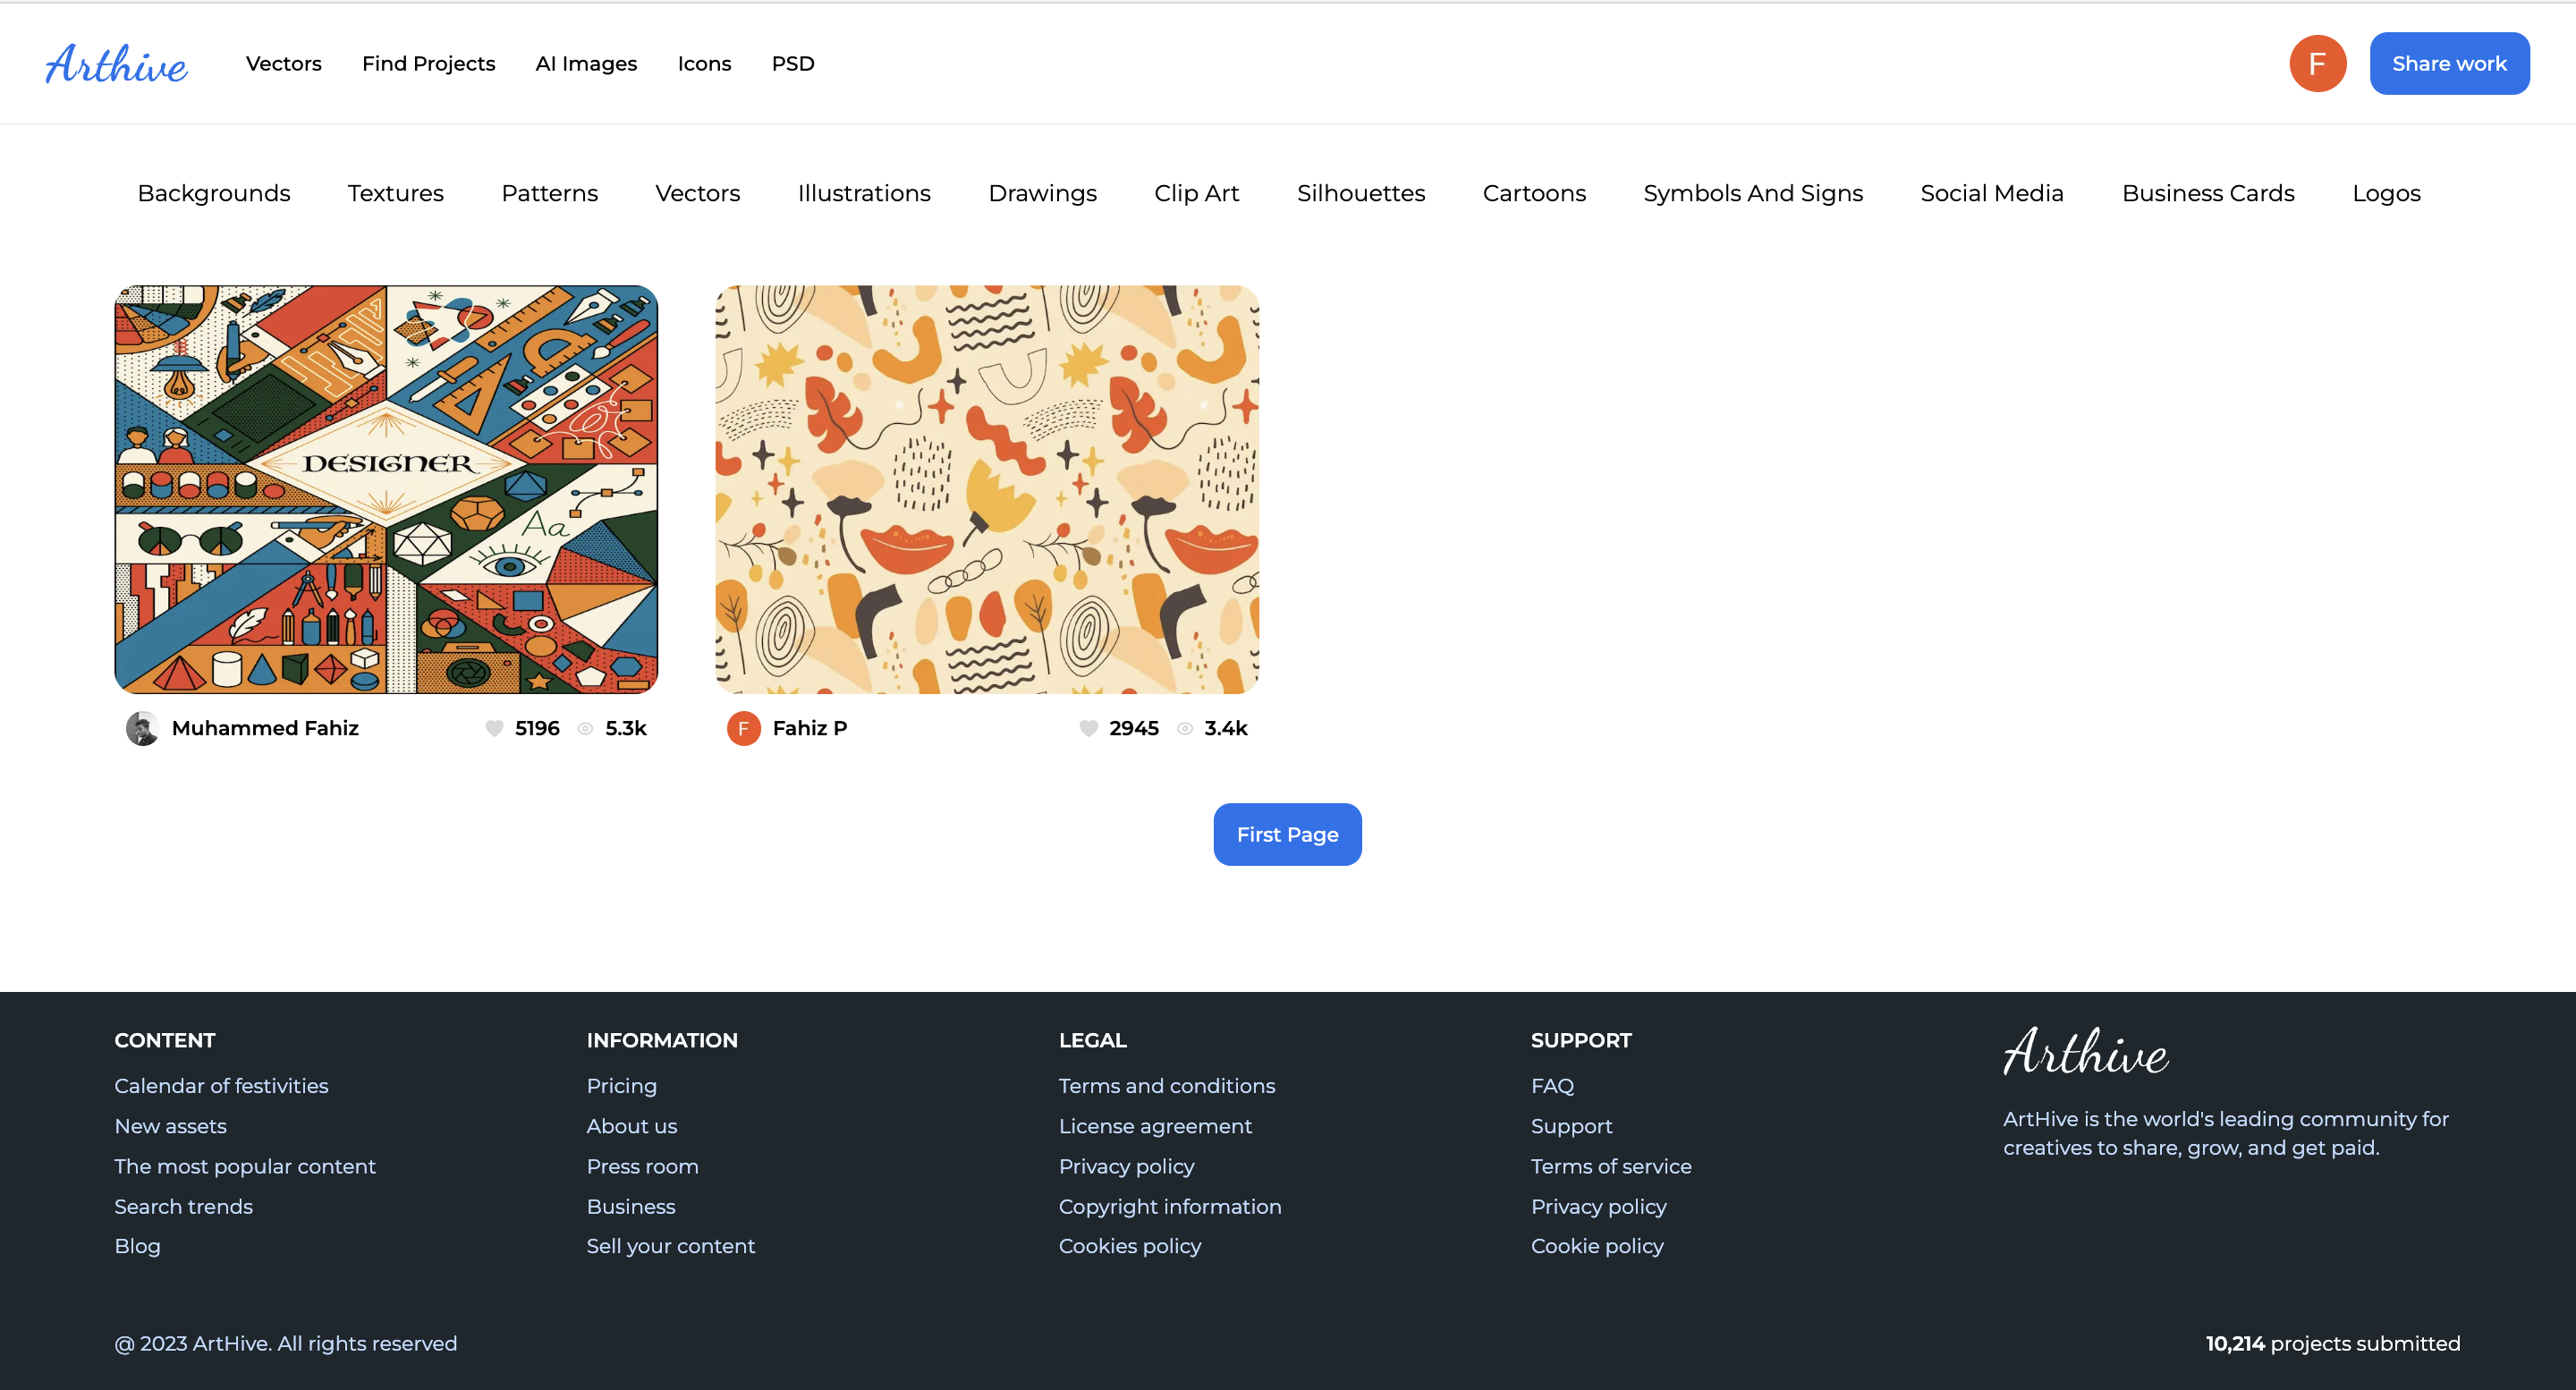 Arthive Vectors Find Projects AI Images Icons PSD F Share work
Backgrounds Textures Patterns Vectors Illustrations Drawings Clip Art Silhouettes Cartoons Symbols And Signs Social Media Business Cards Logos
DESIGNER
Aa
Muhammed Fahiz 5196 5.3k
F Fahiz P 2945 3.4k
First Page
CONTENT
Calendar of festivities
New assets
The most popular content
Search trends
Blog
INFORMATION
Pricing
About us
Press room
Business
Sell your content
LEGAL
Terms and conditions
License agreement
Privacy policy
Copyright information
Cookies policy
SUPPORT
FAQ
Support
Terms of service
Privacy policy
Cookie policy
Arthive
ArtHive is the world's leading community for
creatives to share, grow, and get paid.
@ 2023 ArtHive. All rights reserved
10,214 projects submitted